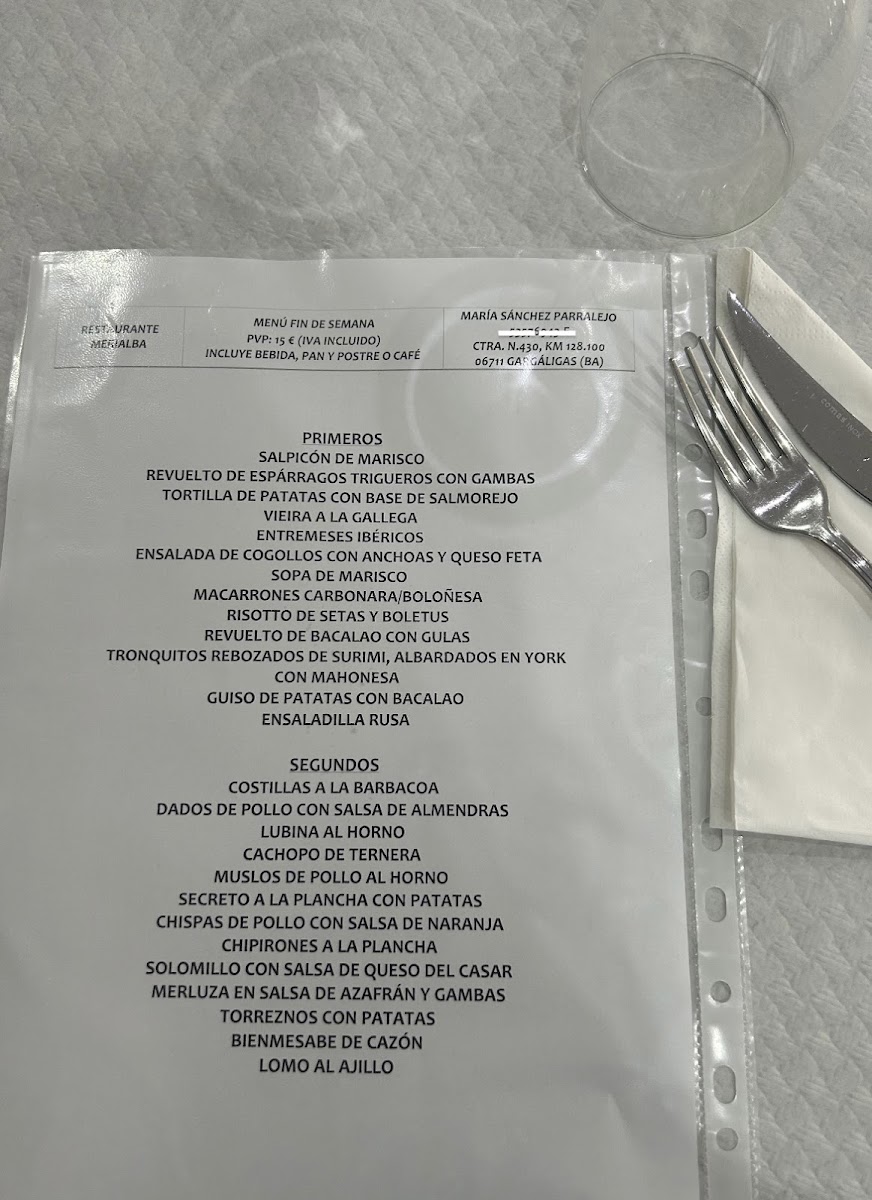 RESTAURANTE
MERIALBA
MENÚ FIN DE SEMANA
PVP: 15 € (IVA INCLUIDO)
INCLUYE BEBIDA, PAN Y POSTRE O CAFÉ
MARÍA SÁNCHEZ PARRALEJO
CTRA. N.430, KM 128.100
06711 GARGÁLIGAS (BA)
PRIMEROS
SALPICÓN DE MARISCO
REVUELTO DE ESPÁRRAGOS TRIGUEROS CON GAMBAS
TORTILLA DE PATATAS CON BASE DE SALMOREJO
VIEIRA A LA GALLEGA
ENTREMESES IBÉRICOS
ENSALADA DE COGOLLOS CON ANCHOAS Y QUESO FETA
SOPA DE MARISCO
MACARRONES CARBONARA/BOLOÑESA
RISOTTO DE SETAS Y BOLETUS
REVUELTO DE BACALAO CON GULAS
TRONQUITOS REBOZADOS DE SURIMI, ALBARDADOS EN YORK
CON MAHONESA
GUISO DE PATATAS CON BACALAO
ENSALADILLA RUSA
SEGUNDOS
COSTILLAS A LA BARBACOA
DADOS DE POLLO CON SALSA DE ALMENDRAS
LUBINA AL HORNO
CACHOPO DE TERNERA
MUSLOS DE POLLO AL HORNO
SECRETO A LA PLANCHA CON PATATAS
CHISPAS DE POLLO CON SALSA DE NARANJA
CHIPIRONES A LA PLANCHA
SOLOMILLO CON SALSA DE QUESO DEL CASAR
MERLUZA EN SALSA DE AZAFRÁN Y GAMBAS
TORREZNOS CON PATATAS
BIENMESABE DE CAZÓN
LOMO AL AJILLO